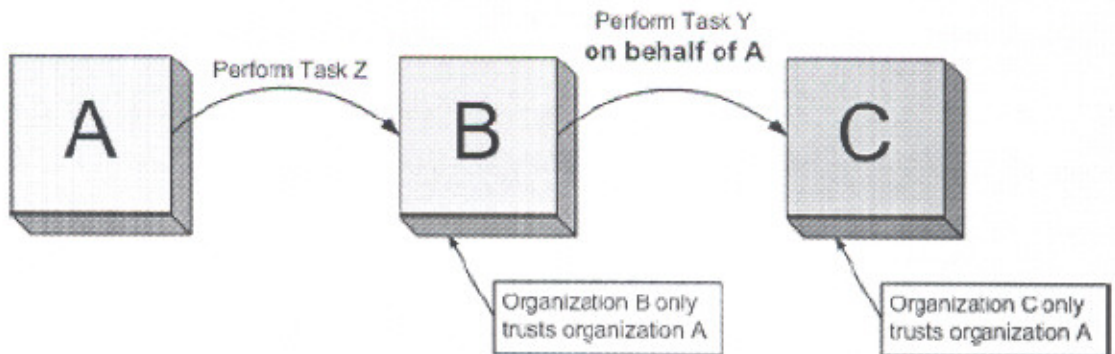 Perform Task Y
on behalf of A
Perform Task Z
A
B
C
Organization B only
trusts organization A
Organization C only
trusts organization A